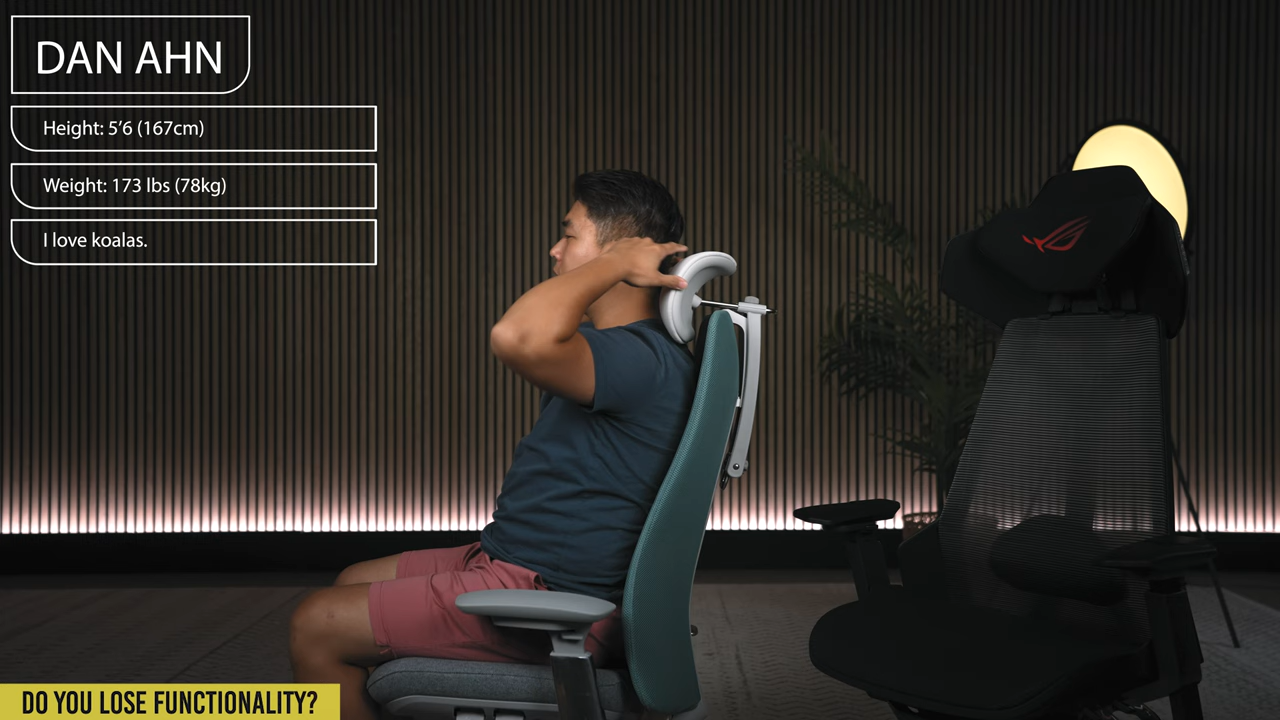 DAN AHN
Height: 5’6 (167cm)
Weight: 173 lbs (78kg)
I love koalas.
DO YOU LOSE FUNCTIONALITY?